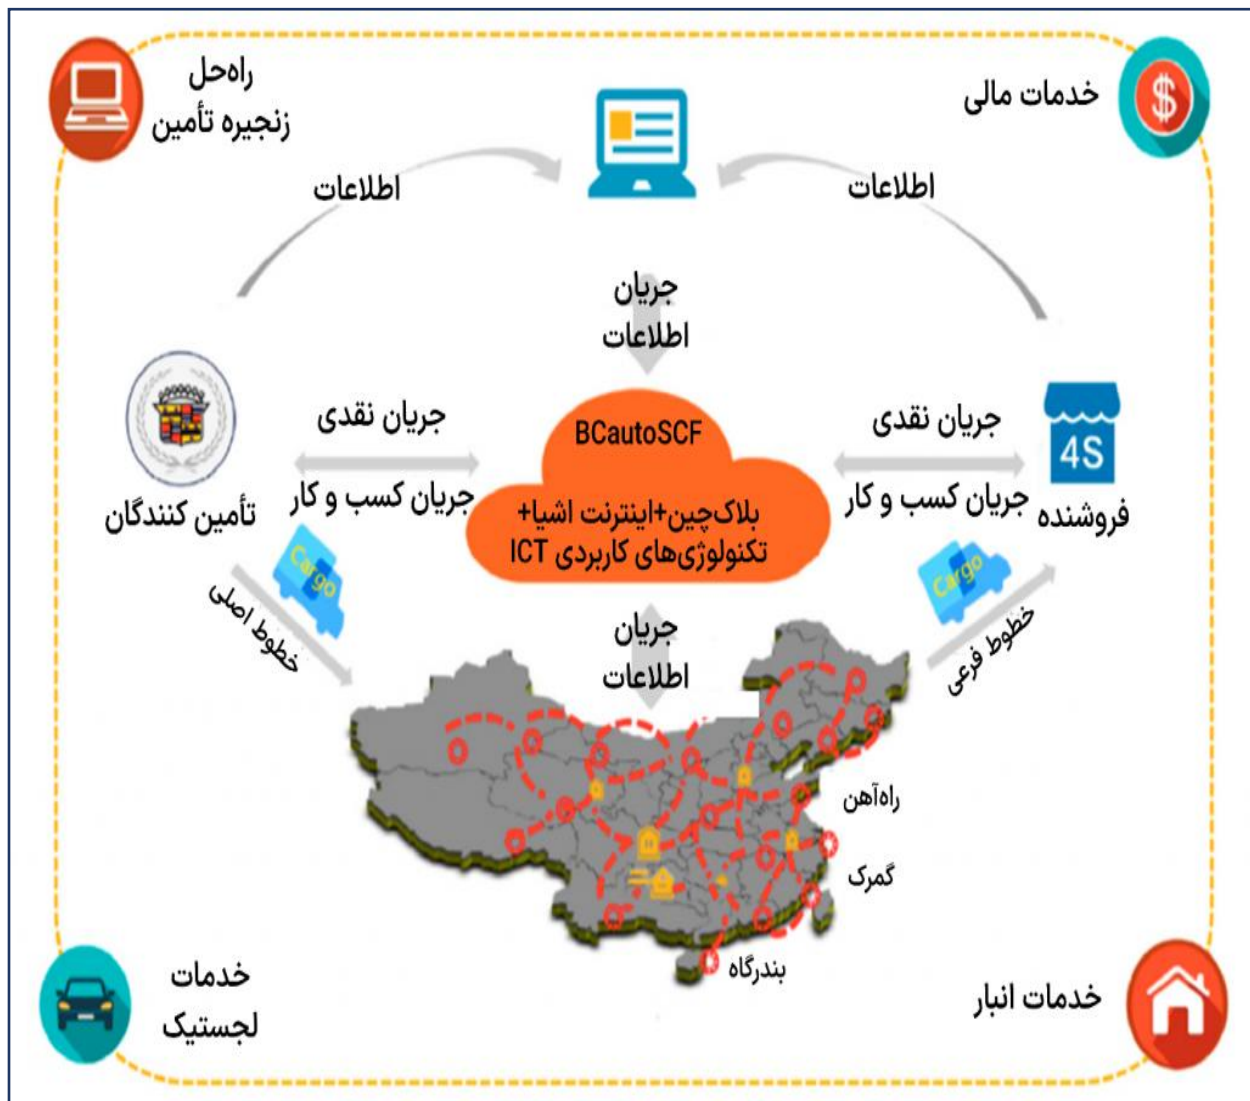 راه‌حل
زنجیره تأمین
خدمات مالی
اطلاعات
اطلاعات
جریان
اطلاعات
BCautoSCF
بلاک‌چین+اینترنت اشیا+
تکنولوژی‌های کاربردی ICT
جریان نقدی
جریان کسب و کار
تأمین کنندگان
جریان نقدی
جریان کسب و کار
4S
فروشنده
Cargo
خطوط اصلی
Cargo
خطوط فرعی
جریان
اطلاعات
راه‌آهن
گمرک
بندرگاه
خدمات
لجستیک
خدمات انبار